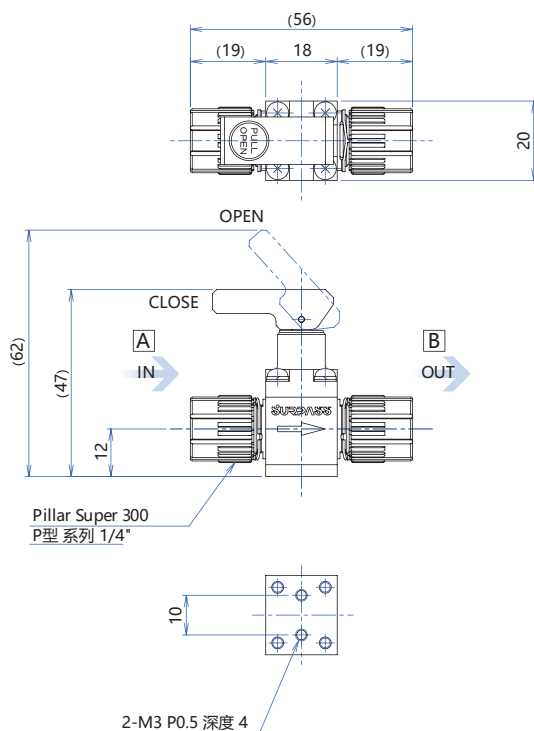 (56)
(19) 18 (19)
PULL
OPEN
20
OPEN
CLOSE
(62)
(47)
A
IN
B
OUT
SURPASS
12
Pillar Super 300
P型 系列 1/4"
10
2-M3 P0.5 深度 4